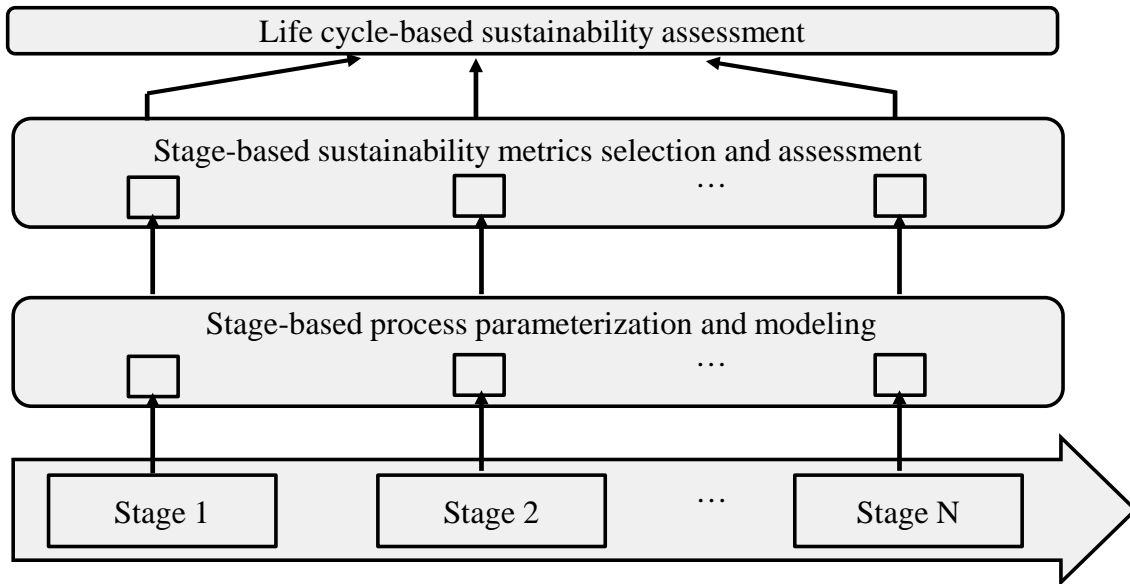 Life cycle-based sustainability assessment
Stage-based sustainability metrics selection and assessment
…
Stage-based process parameterization and modeling
…
Stage 1
Stage 2
…
Stage N